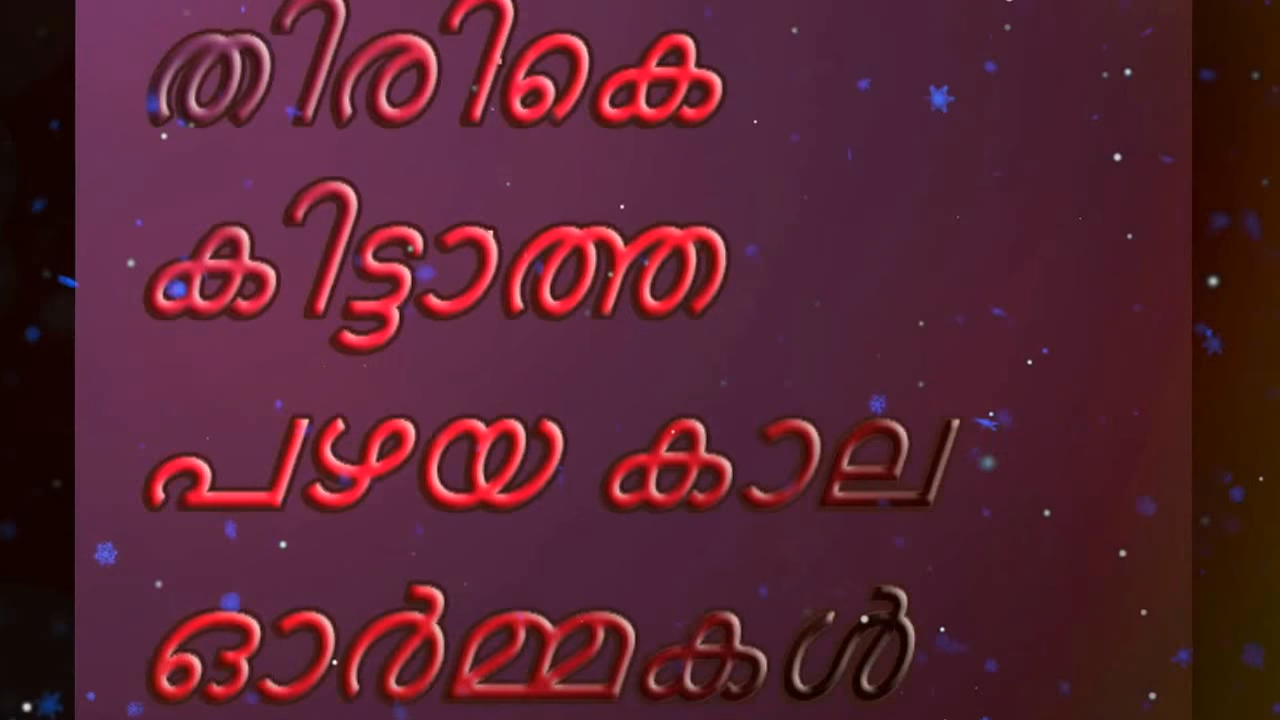 തിരികെ
കിട്ടാത്ത
പഴയ കാല
ഓർമ്മകൾ